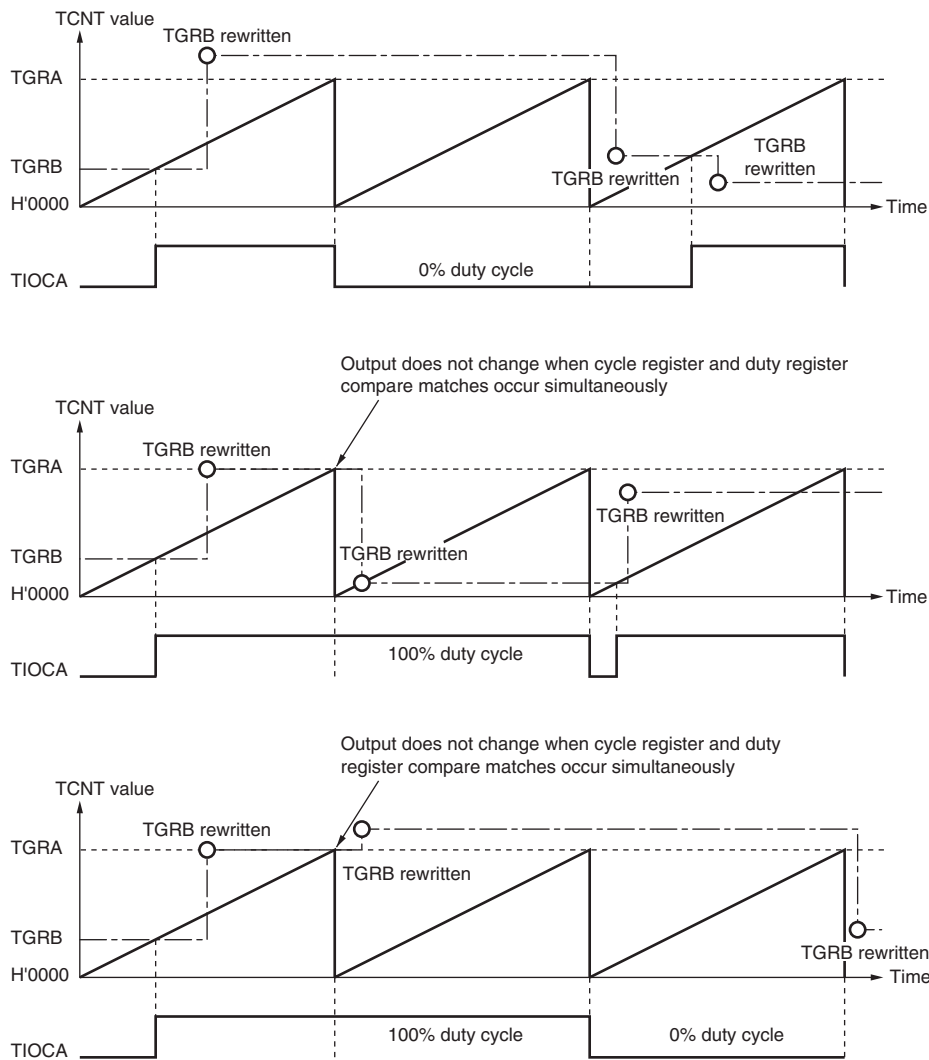 TCNT value
TGRB rewritten
TGRA
TGRB
rewritten
TGRB
TGRB rewritten
H'0000
Time
0% duty cycle
TIOCA
Output does not change when cycle register and duty register
compare matches occur simultaneously
TCNT value
TGRB rewritten
TGRA
TGRB rewritten
TGRB
TGRB rewritten
H'0000
Time
100% duty cycle
TIOCA
Output does not change when cycle register and duty
register compare matches occur simultaneously
TCNT value
TGRB rewritten
TGRA
TGRB rewritten
TGRB
TGRB rewritten
H'0000
Time
100% duty cycle
0% duty cycle
TIOCA